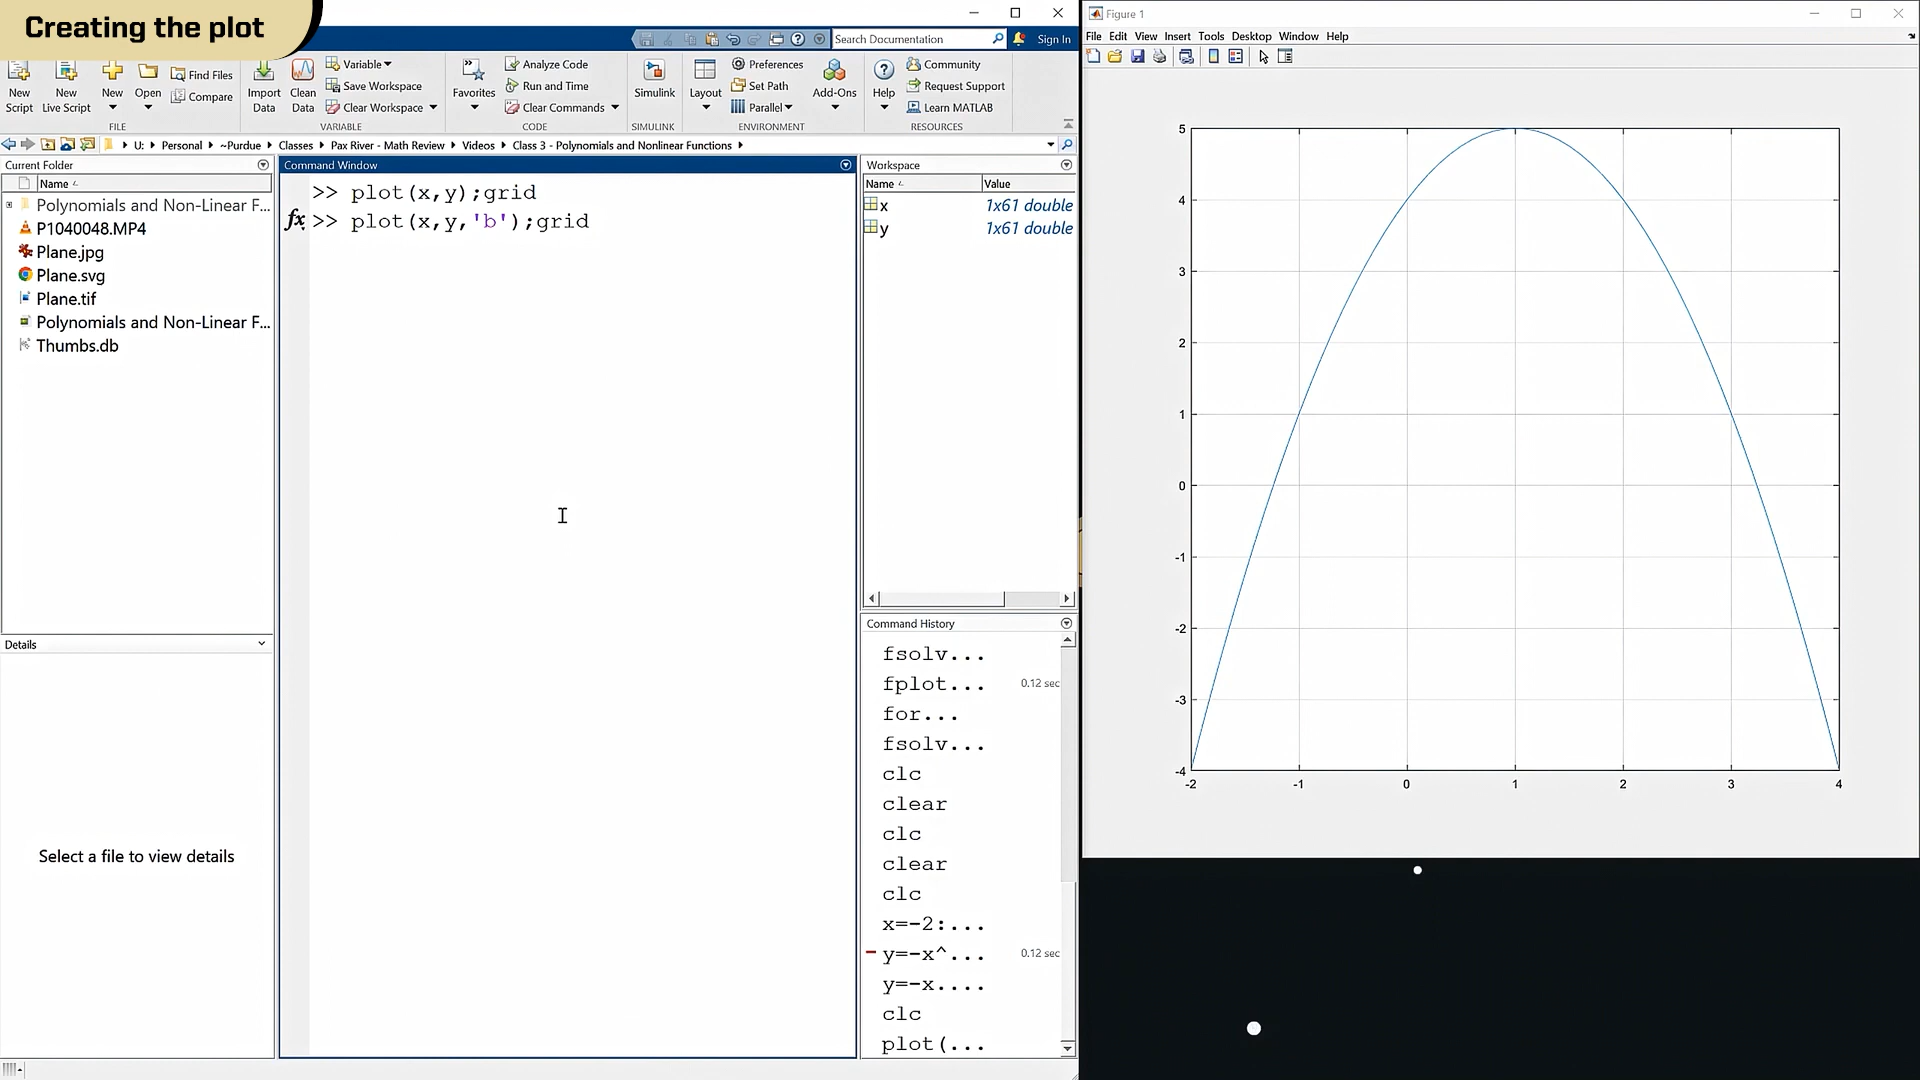 Creating the plot
Search Documentation
Sign In
New Script
New Live Script
New
Open
Find Files
Compare
FILE
Import Data
Clean Data
Variable
Save Workspace
Clear Workspace
VARIABLE
Favorites
Analyze Code
Run and Time
Clear Commands
CODE
Simulink
SIMULINK
Layout
Preferences
Set Path
Parallel
Add-Ons
ENVIRONMENT
Help
Community
Request Support
Learn MATLAB
RESOURCES
U: Personal ~Purdue Classes Pax River - Math Review Videos Class 3 - Polynomials and Nonlinear Functions
Current Folder
Name
Polynomials and Non-Linear F...
P1040048.MP4
Plane.jpg
Plane.svg
Plane.tif
Polynomials and Non-Linear F...
Thumbs.db
Details
Select a file to view details
Command Window
>> plot(x,y);grid
fx >> plot(x,y,'b');grid
Workspace
Name Value
x 1x61 double
y 1x61 double
Command History
fsolv...
fplot... 0.12 sec
for...
fsolv...
clc
clear
clc
clear
clc
x=-2:...
y=-x^... 0.12 sec
y=-x....
clc
plot(...
Figure 1
File Edit View Insert Tools Desktop Window Help
5
4
3
2
1
0
-1
-2
-3
-4
-2 -1 0 1 2 3 4